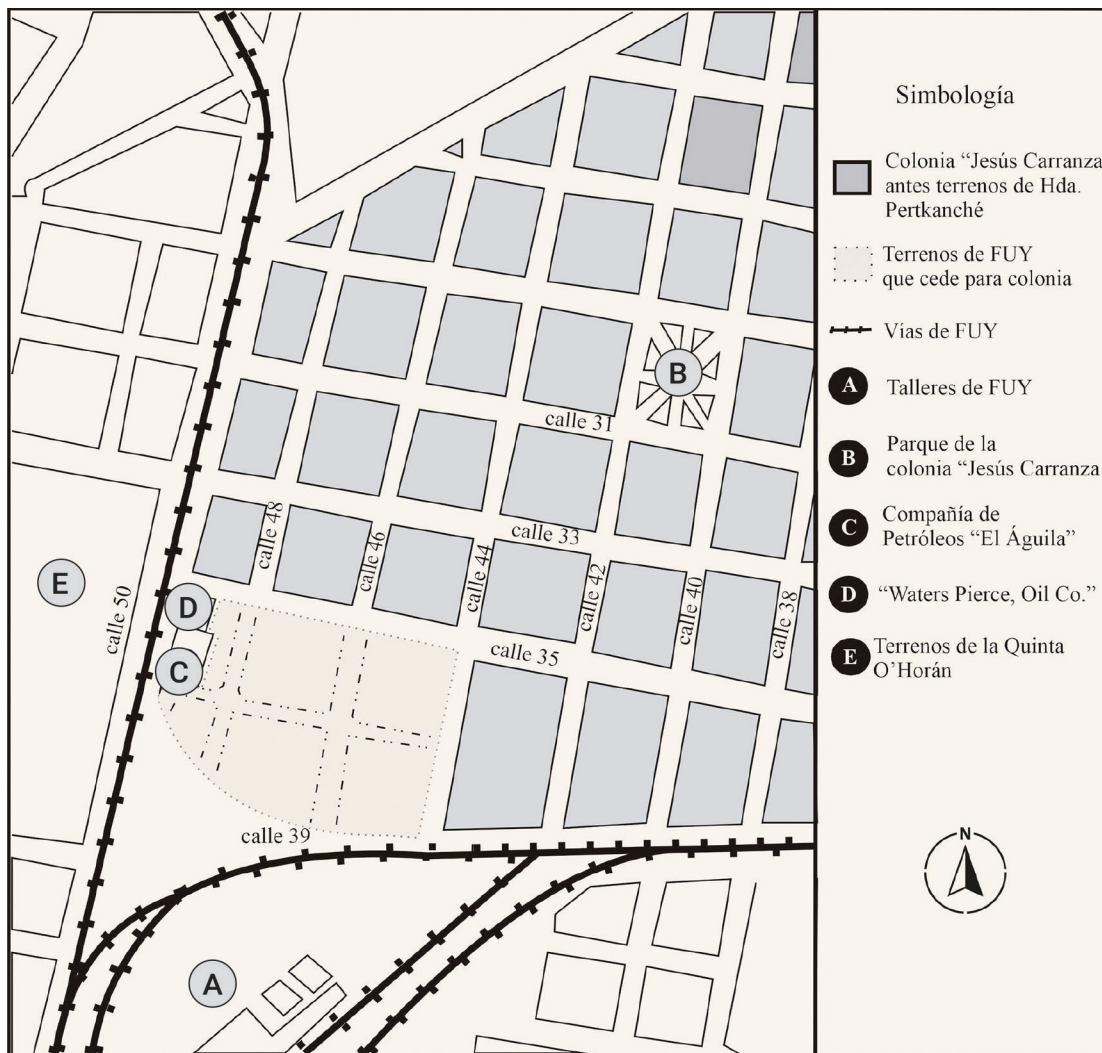 Simbología
Colonia “Jesús Carranza
antes terrenos de Hda.
Pertkanché
Terrenos de FUY
que cede para colonia
Vías de FUY
A
Talleres de FUY
B
Parque de la
colonia “Jesús Carranza
C
Compañía de
Petróleos “El Águila”
D
“Waters Pierce, Oil Co.”
E
Terrenos de la Quinta
O’Horán
N
B
calle 31
calle 33
calle 48
calle 46
calle 44
calle 42
calle 40
calle 38
E
D
calle 50
C
calle 35
calle 39
A